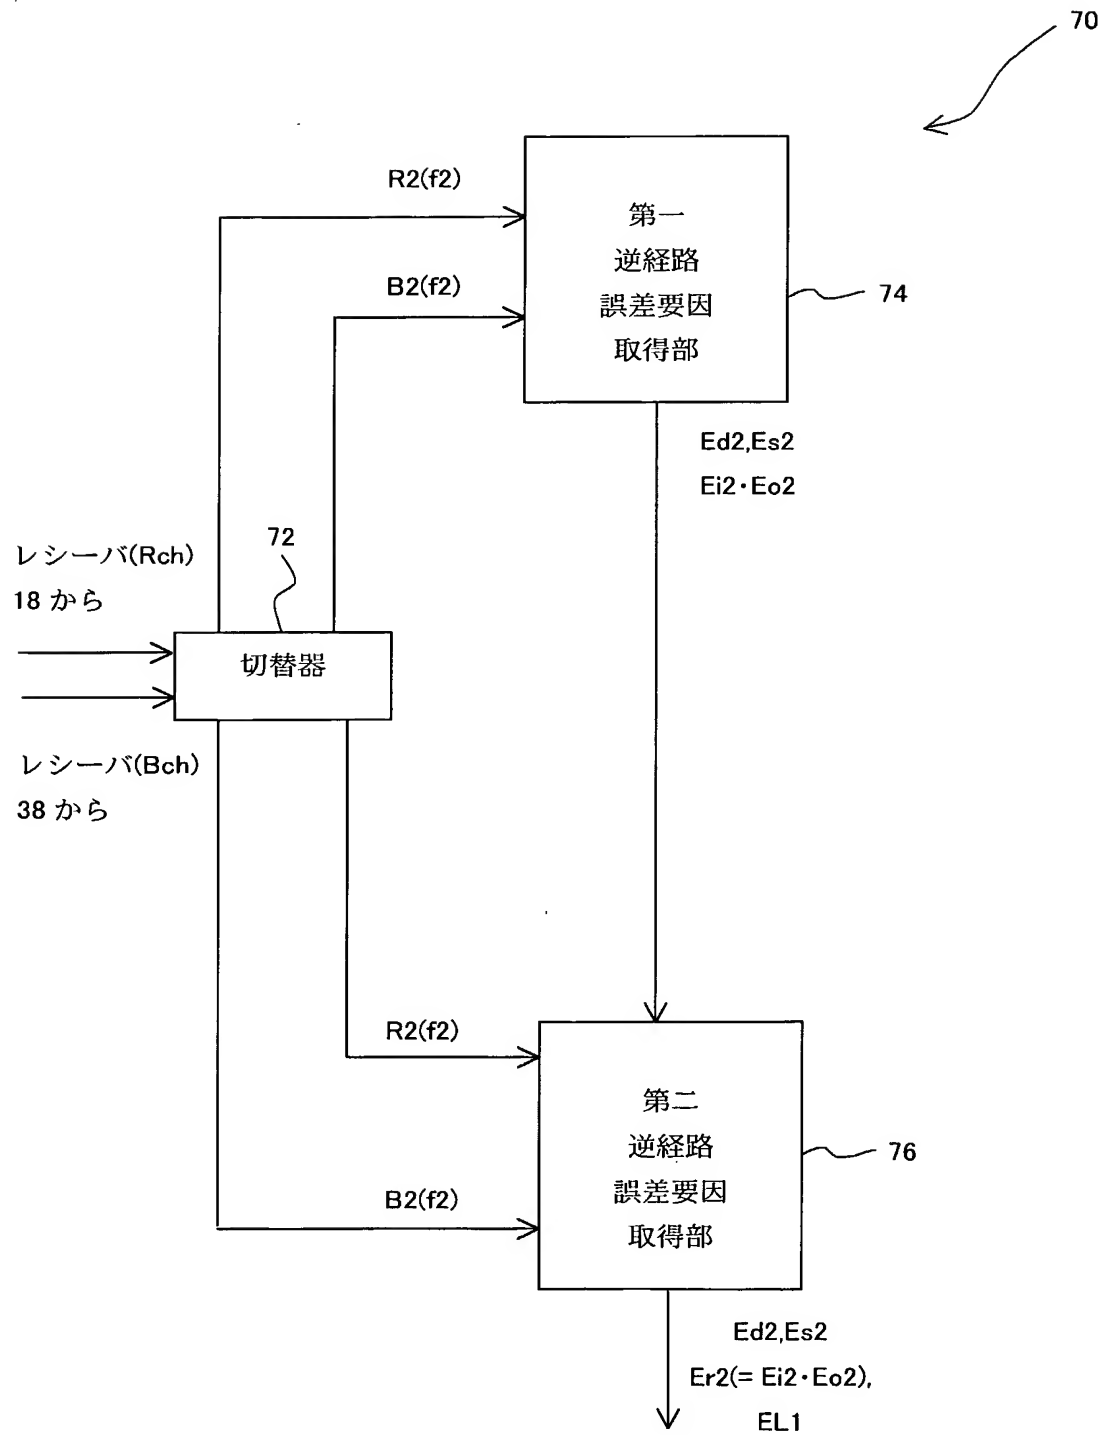 70
R2(f2)
B2(f2)
第一
逆経路
誤差要因
取得部
74
Ed2,Es2
Ei2・Eo2
72
レシーバ(Rch)
18 から
切替器
レシーバ(Bch)
38 から
R2(f2)
B2(f2)
第二
逆経路
誤差要因
取得部
76
Ed2,Es2
Er2(= Ei2・Eo2),
EL1